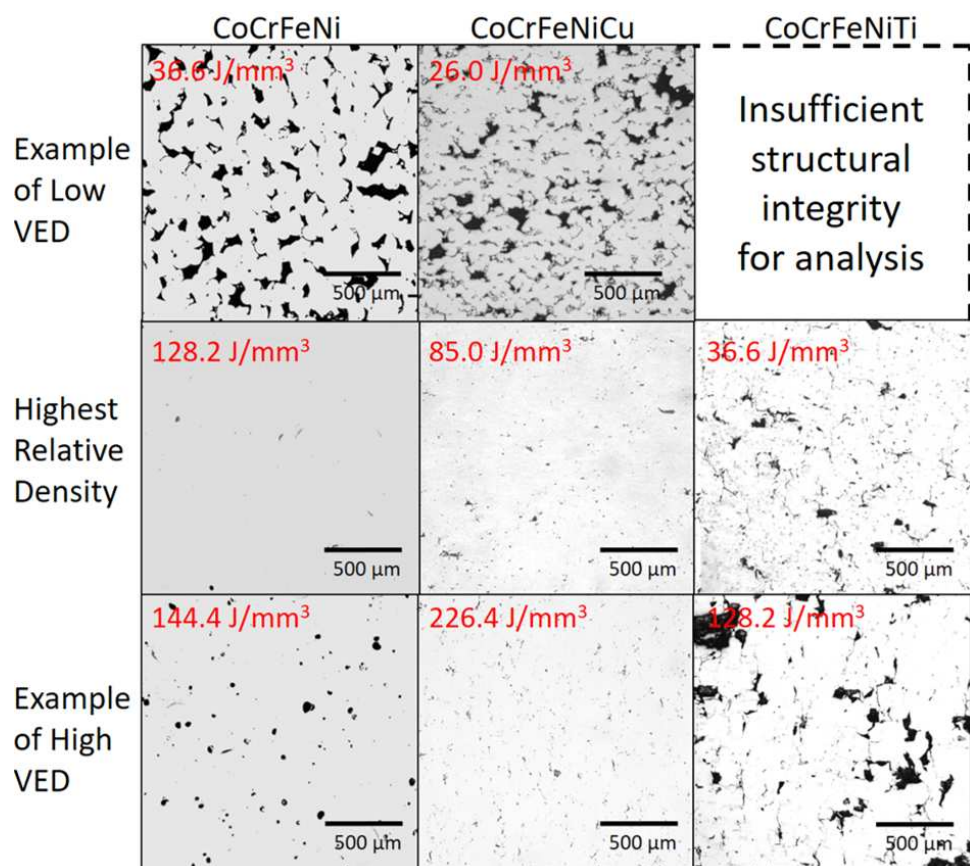 CoCrFeNi CoCrFeNiCu CoCrFeNiTi
Example
of Low
VED
36.6 J/mm³
500 µm
26.0 J/mm³
500 µm
Insufficient
structural
integrity
for analysis
Highest
Relative
Density
128.2 J/mm³
500 µm
85.0 J/mm³
500 µm
36.6 J/mm³
500 µm
Example
of High
VED
144.4 J/mm³
500 µm
226.4 J/mm³
500 µm
128.2 J/mm³
500 µm